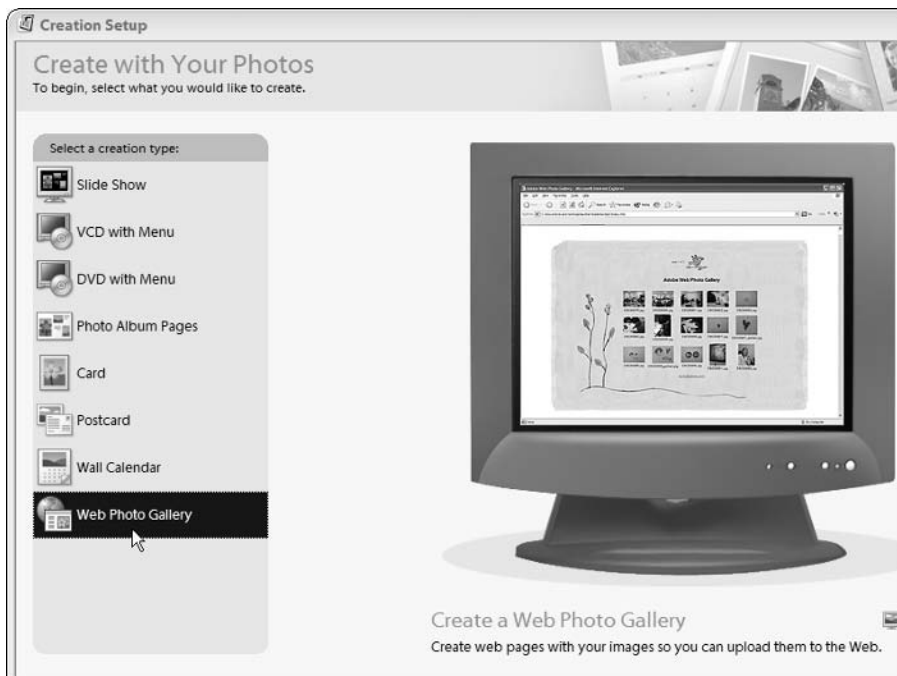 Creation Setup
Create with Your Photos
To begin, select what you would like to create.
Select a creation type:
Slide Show
VCD with Menu
DVD with Menu
Photo Album Pages
Card
Postcard
Wall Calendar
Web Photo Gallery
Adobe Web Photo Gallery
Create a Web Photo Gallery
Create web pages with your images so you can upload them to the Web.